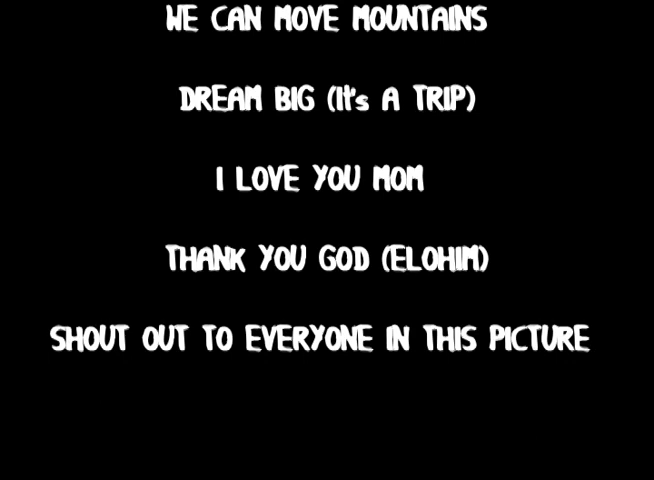 WE CAN MOVE MOUNTAINS
DREAM BIG (It's A TRIP)
I LOVE YOU MOM
THANK YOU GOD (ELOHIM)
SHOUT OUT TO EVERYONE IN THIS PICTURE